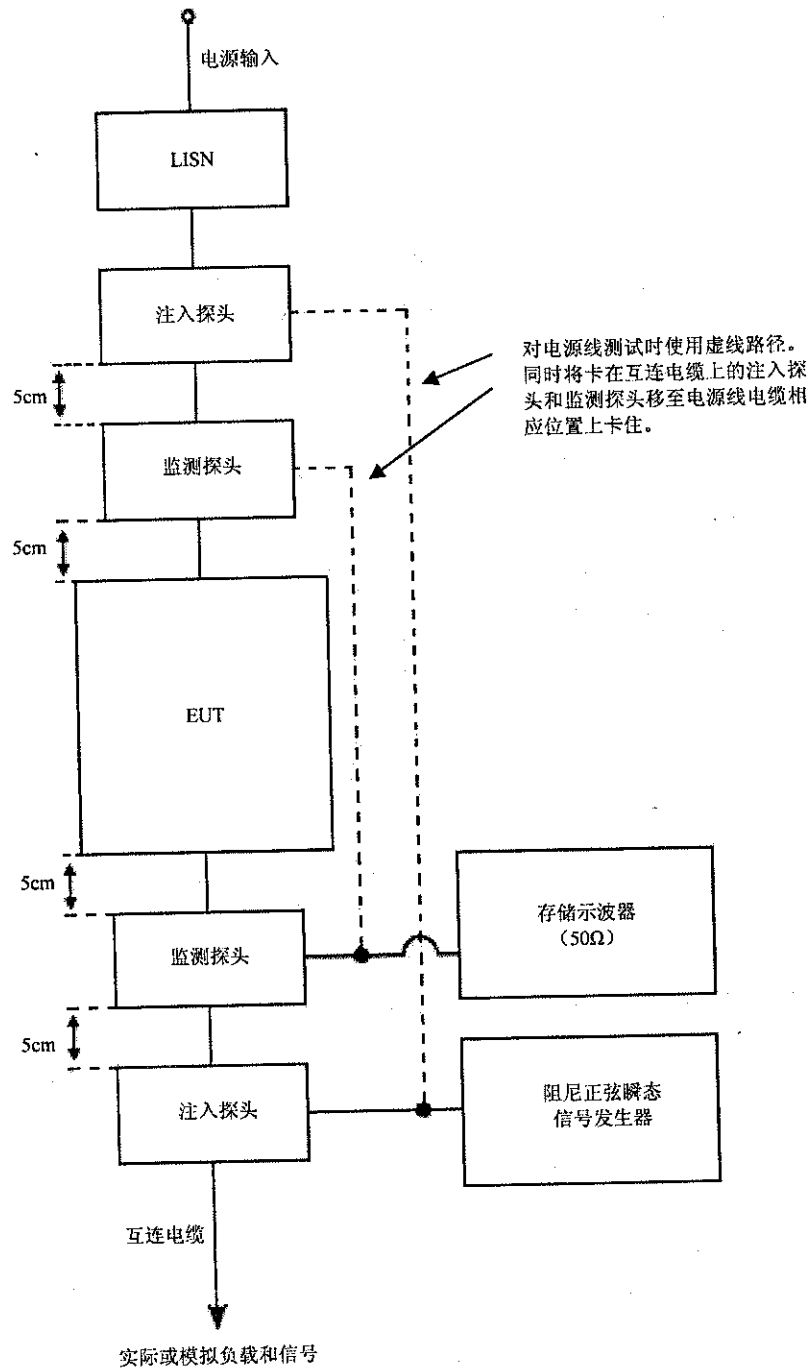 电源输入
LISN
注入探头
对电源线测试时使用虚线路径。
同时将卡在互连电缆上的注入探
头和监测探头移至电源线电缆相
应位置上卡住。
5cm
监测探头
5cm
EUT
5cm
监测探头
存储示波器
（50Ω）
5cm
注入探头
阻尼正弦瞬态
信号发生器
互连电缆
实际或模拟负载和信号